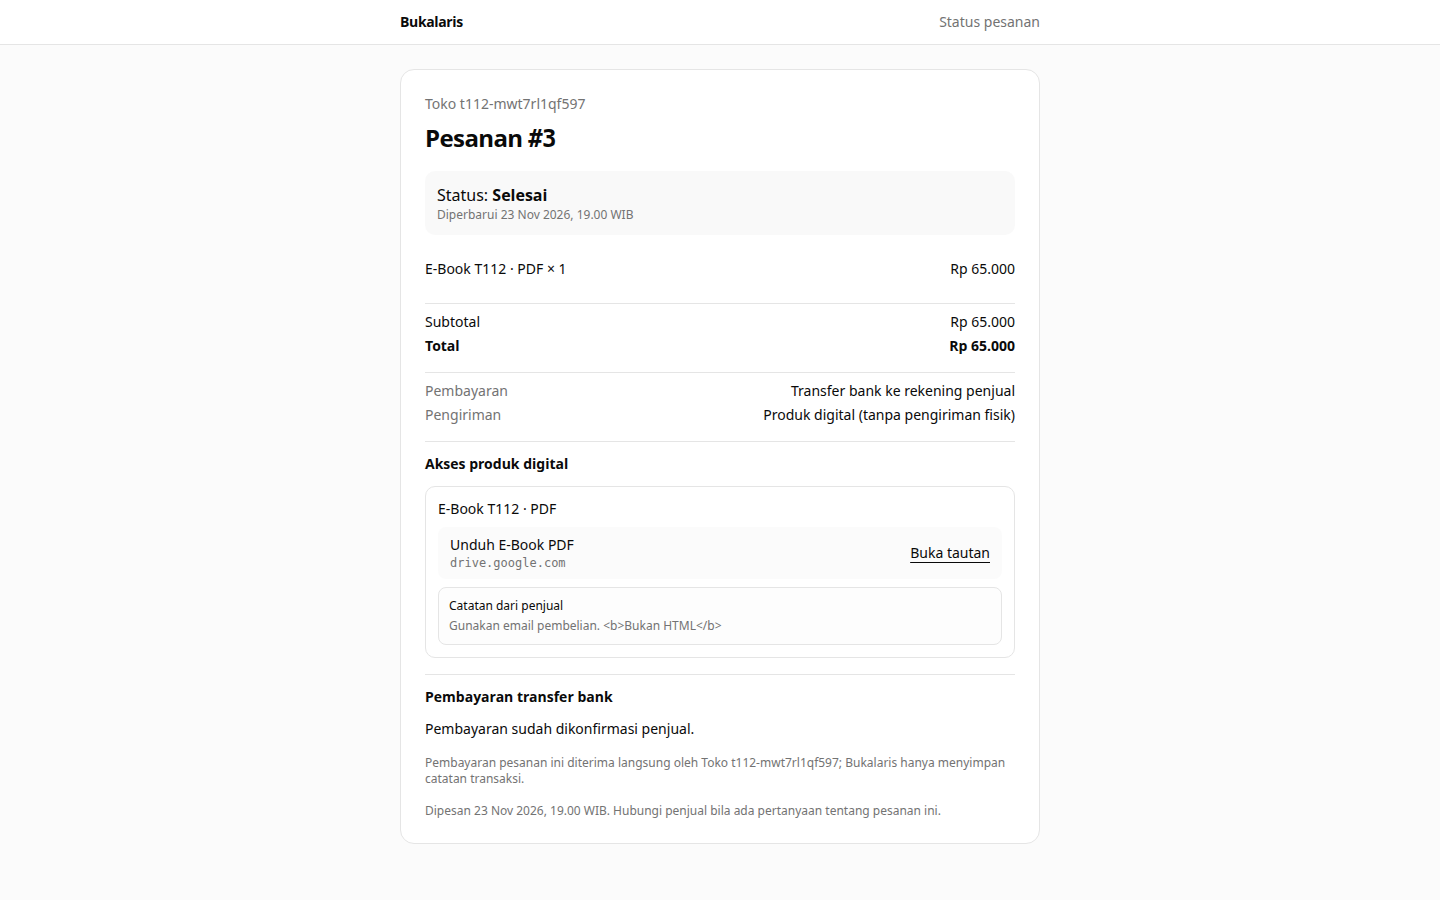 Bukalaris
Status pesanan
Toko t112-mwt7rl1qf597
Pesanan #3
Status: Selesai
Diperbarui 23 Nov 2026, 19.00 WIB
E-Book T112 · PDF × 1 Rp 65.000
Subtotal Rp 65.000
Total Rp 65.000
Pembayaran Transfer bank ke rekening penjual
Pengiriman Produk digital (tanpa pengiriman fisik)
Akses produk digital
E-Book T112 · PDF
Unduh E-Book PDF
drive.google.com
Buka tautan
Catatan dari penjual
Gunakan email pembelian. <b>Bukan HTML</b>
Pembayaran transfer bank
Pembayaran sudah dikonfirmasi penjual.
Pembayaran pesanan ini diterima langsung oleh Toko t112-mwt7rl1qf597; Bukalaris hanya menyimpan
catatan transaksi.
Dipesan 23 Nov 2026, 19.00 WIB. Hubungi penjual bila ada pertanyaan tentang pesanan ini.